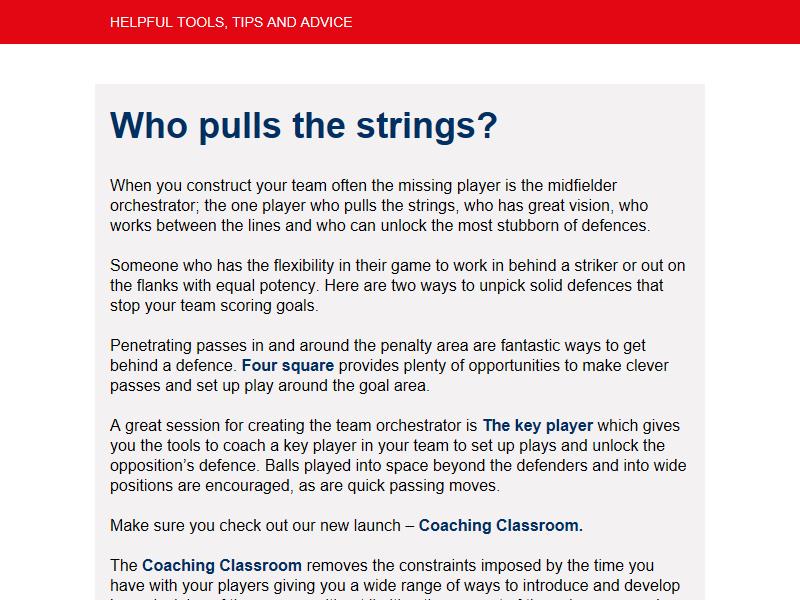 HELPFUL TOOLS, TIPS AND ADVICE
Who pulls the strings?
When you construct your team often the missing player is the midfielder
orchestrator; the one player who pulls the strings, who has great vision, who
works between the lines and who can unlock the most stubborn of defences.
Someone who has the flexibility in their game to work in behind a striker or out on
the flanks with equal potency. Here are two ways to unpick solid defences that
stop your team scoring goals.
Penetrating passes in and around the penalty area are fantastic ways to get
behind a defence. Four square provides plenty of opportunities to make clever
passes and set up play around the goal area.
A great session for creating the team orchestrator is The key player which gives
you the tools to coach a key player in your team to set up plays and unlock the
opposition’s defence. Balls played into space beyond the defenders and into wide
positions are encouraged, as are quick passing moves.
Make sure you check out our new launch – Coaching Classroom.
The Coaching Classroom removes the constraints imposed by the time you
have with your players giving you a wide range of ways to introduce and develop